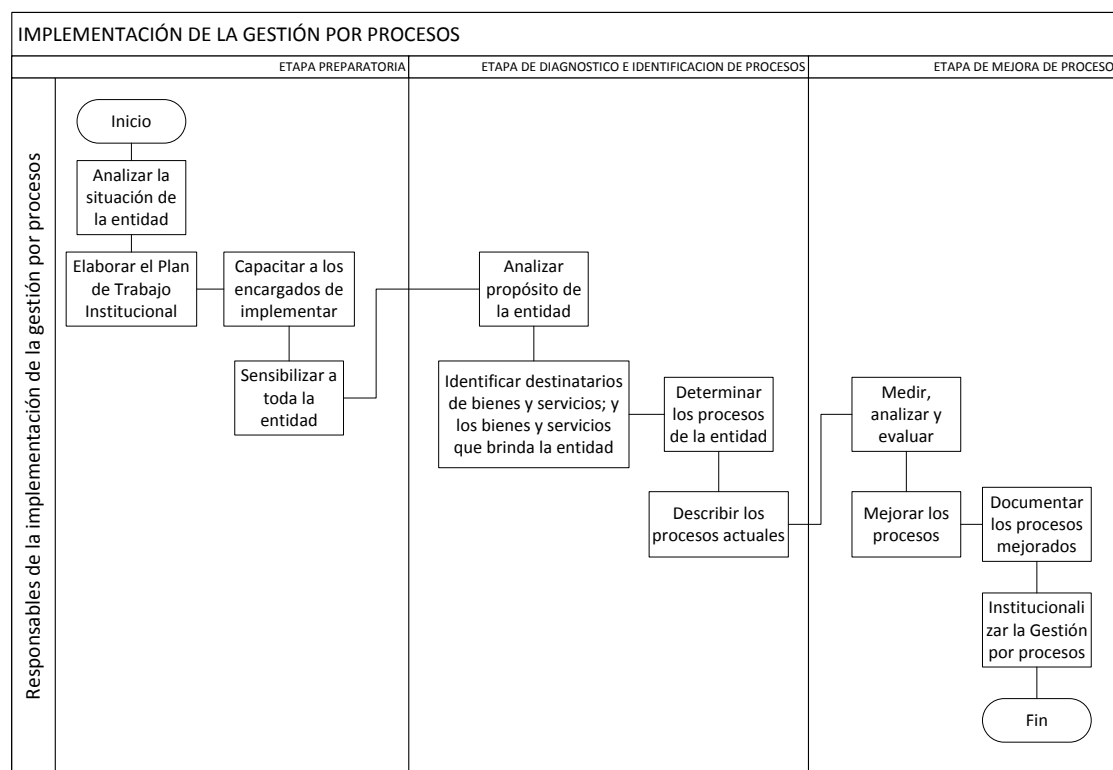 IMPLEMENTACIÓN DE LA GESTIÓN POR PROCESOS
ETAPA PREPARATORIA
ETAPA DE DIAGNOSTICO E IDENTIFICACION DE PROCESOS
ETAPA DE MEJORA DE PROCESO
Responsables de la implementación de la gestión por procesos
Inicio
Analizar la
situación de
la entidad
Elaborar el Plan
de Trabajo
Institucional
Capacitar a los
encargados de
implementar
Sensibilizar a
toda la
entidad
Analizar
propósito de
la entidad
Identificar destinatarios
de bienes y servicios; y
los bienes y servicios
que brinda la entidad
Determinar
los procesos
de la entidad
Describir los
procesos actuales
Medir,
analizar y
evaluar
Mejorar los
procesos
Documentar
los procesos
mejorados
Institucionali
zar la Gestión
por procesos
Fin